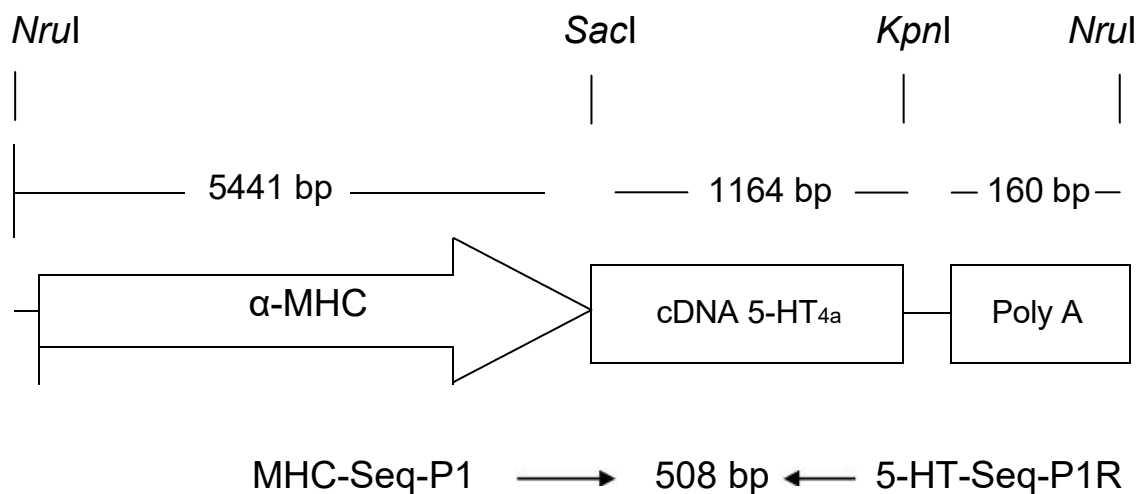 NruI SacI KpnI NruI
5441 bp 1164 bp 160 bp
α-MHC cDNA 5-HT4a Poly A
MHC-Seq-P1 508 bp 5-HT-Seq-P1R